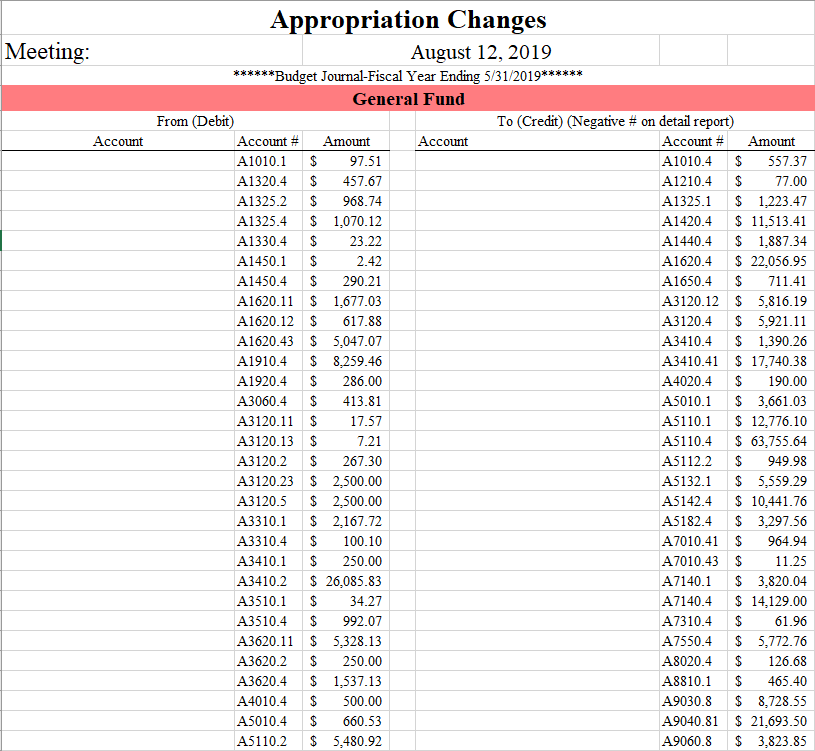 Appropriation Changes
Meeting: August 12, 2019
******Budget Journal-Fiscal Year Ending 5/31/2019******
General Fund
From (Debit) To (Credit) (Negative # on detail report)
Account Account # Amount Account Account # Amount
A1010.1 $ 97.51 A1010.4 $ 557.37
A1320.4 $ 457.67 A1210.4 $ 77.00
A1325.2 $ 968.74 A1325.1 $ 1,223.47
A1325.4 $ 1,070.12 A1420.4 $ 11,513.41
A1330.4 $ 23.22 A1440.4 $ 1,887.34
A1450.1 $ 2.42 A1620.4 $ 22,056.95
A1450.4 $ 290.21 A1650.4 $ 711.41
A1620.11 $ 1,677.03 A3120.12 $ 5,816.19
A1620.12 $ 617.88 A3120.4 $ 5,921.11
A1620.43 $ 5,047.07 A3410.4 $ 1,390.26
A1910.4 $ 8,259.46 A3410.41 $ 17,740.38
A1920.4 $ 286.00 A4020.4 $ 190.00
A3060.4 $ 413.81 A5010.1 $ 3,661.03
A3120.11 $ 17.57 A5110.1 $ 12,776.10
A3120.13 $ 7.21 A5110.4 $ 63,755.64
A3120.2 $ 267.30 A5112.2 $ 949.98
A3120.23 $ 2,500.00 A5132.1 $ 5,559.29
A3120.5 $ 2,500.00 A5142.4 $ 10,441.76
A3310.1 $ 2,167.72 A5182.4 $ 3,297.56
A3310.4 $ 100.10 A7010.41 $ 964.94
A3410.1 $ 250.00 A7010.43 $ 11.25
A3410.2 $ 26,085.83 A7140.1 $ 3,820.04
A3510.1 $ 34.27 A7140.4 $ 14,129.00
A3510.4 $ 992.07 A7310.4 $ 61.96
A3620.11 $ 5,328.13 A7550.4 $ 5,772.76
A3620.2 $ 250.00 A8020.4 $ 126.68
A3620.4 $ 1,537.13 A8810.1 $ 465.40
A4010.4 $ 500.00 A9030.8 $ 8,728.55
A5010.4 $ 660.53 A9040.81 $ 21,693.50
A5110.2 $ 5,480.92 A9060.8 $ 3,823.85